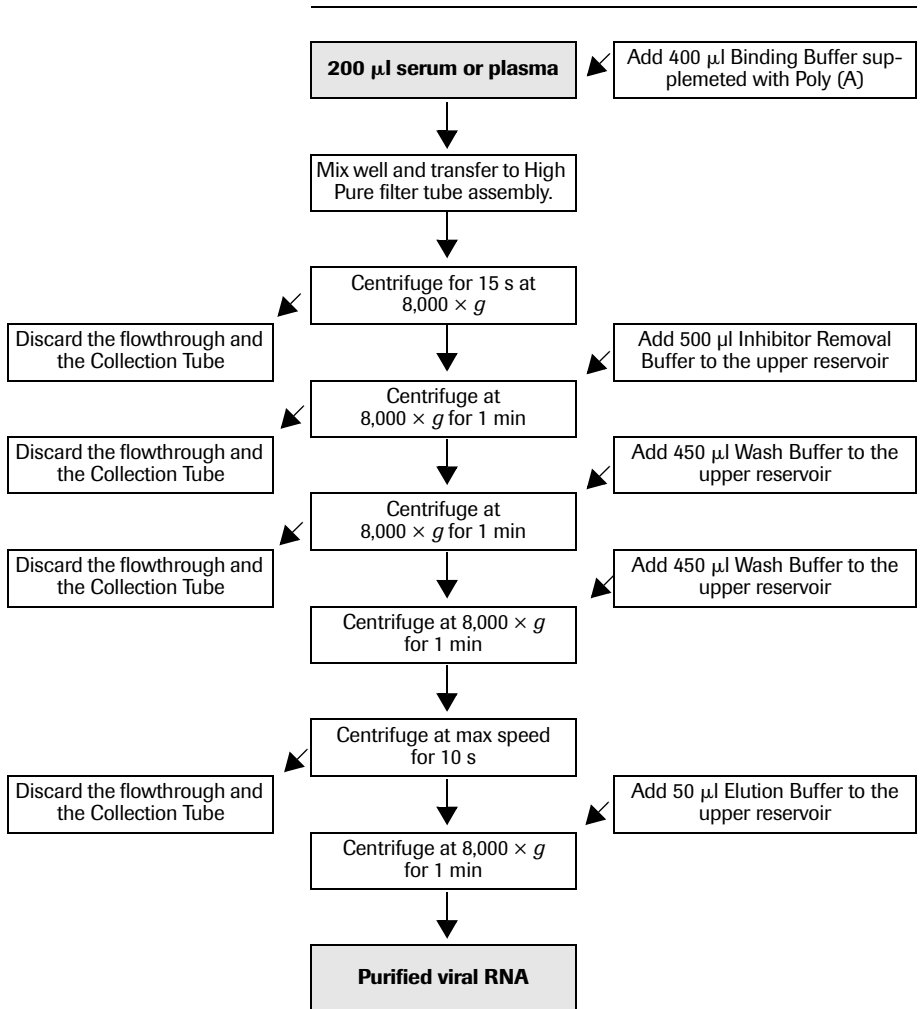 200 µl serum or plasma
Add 400 µl Binding Buffer sup-
plemeted with Poly (A)
Mix well and transfer to High
Pure filter tube assembly.
Centrifuge for 15 s at
8,000 × g
Discard the flowthrough and
the Collection Tube
Add 500 µl Inhibitor Removal
Buffer to the upper reservoir
Centrifuge at
8,000 × g for 1 min
Discard the flowthrough and
the Collection Tube
Add 450 µl Wash Buffer to the
upper reservoir
Centrifuge at
8,000 × g for 1 min
Discard the flowthrough and
the Collection Tube
Add 450 µl Wash Buffer to the
upper reservoir
Centrifuge at 8,000 × g
for 1 min
Centrifuge at max speed
for 10 s
Discard the flowthrough and
the Collection Tube
Add 50 µl Elution Buffer to the
upper reservoir
Centrifuge at 8,000 × g
for 1 min
Purified viral RNA